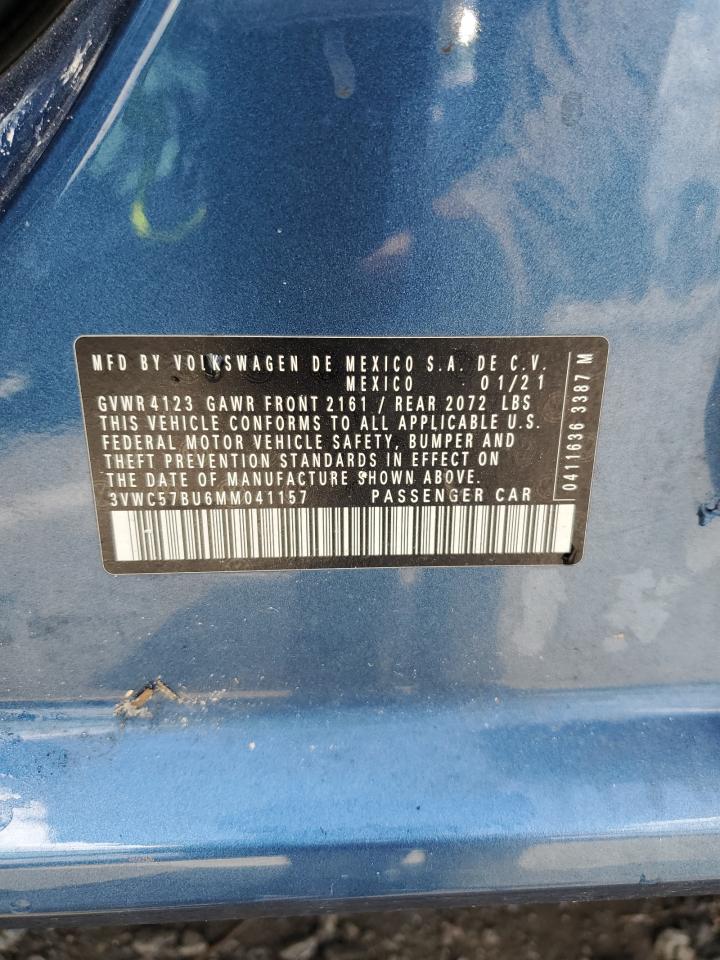 MFD BY VOLKSWAGEN DE MEXICO S.A. DE C.V.
MEXICO 01/21
GVWR 4123 GAWR FRONT 2161 / REAR 2072 LBS
THIS VEHICLE CONFORMS TO ALL APPLICABLE U.S.
FEDERAL MOTOR VEHICLE SAFETY, BUMPER AND
THEFT PREVENTION STANDARDS IN EFFECT ON
THE DATE OF MANUFACTURE SHOWN ABOVE.
3VWC57BU6MM041157 PASSENGER CAR
0411636 3387 M